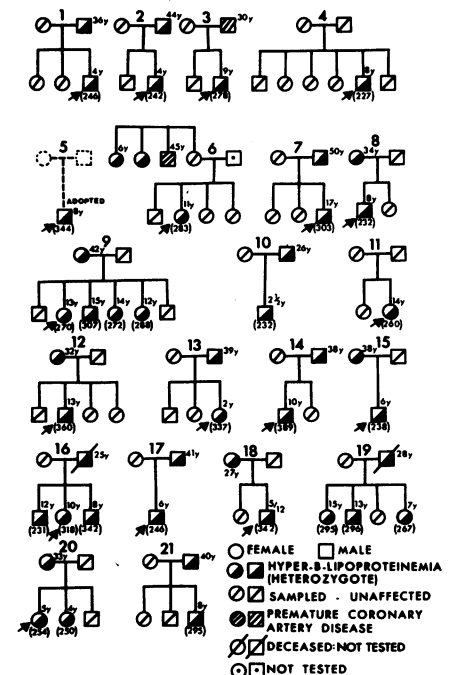 1 2 3 4
36y 44y 30y
4y 4y 9y 8y
(246) (242) (278) (227)
5 6 7 8
6y 45y 50y 34y
ADOPTED
8y 11y 17y 8y
(344) (283) (303) (232)
9 10 11
42y 26y
13y 15y 14y 12y 2½y 14y
(270) (307) (272) (288) (232) (260)
12 13 14 15
32y 39y 38y 38y
13y 2y 10y 6y
(360) (337) (389) (238)
16 17 18 19
25y 41y 27y 28y
12y 10y 8y 6y 5/12 15y 13y 7y
(231) (318) (342) (246) (342) (295) (296) (267)
20 21
33y 40y
5y 4y 8y
(254) (250) (295)
FEMALE MALE
HYPER-B-LIPOPROTEINEMIA
(HETEROZYGOTE)
SAMPLED - UNAFFECTED
PREMATURE CORONARY
ARTERY DISEASE
DECEASED: NOT TESTED
NOT TESTED